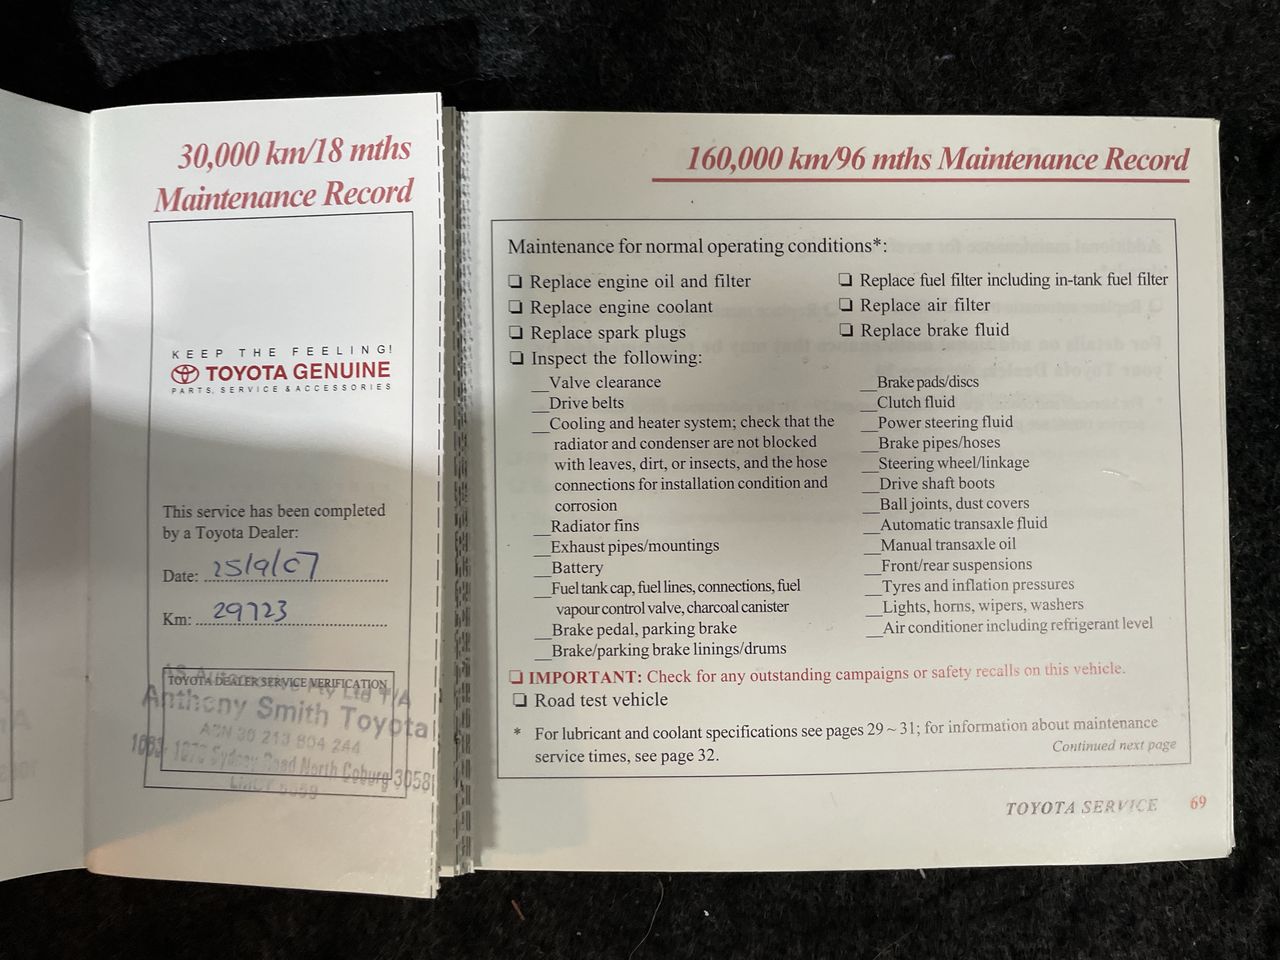 30,000 km/18 mths
Maintenance Record
KEEP THE FEELING!
TOYOTA GENUINE
PARTS, SERVICE & ACCESSORIES
This service has been completed
by a Toyota Dealer:
Date: 25/9/07
Km: 29723
TOYOTA DEALER SERVICE VERIFICATION
Pty Ltd T/A
Anthony Smith Toyota
213 804 244
Sydney Road North Coburg 3058
160,000 km/96 mths Maintenance Record
Maintenance for normal operating conditions*:
❏ Replace engine oil and filter
❏ Replace engine coolant
❏ Replace spark plugs
❏ Inspect the following:
__Valve clearance
__Drive belts
__Cooling and heater system; check that the
radiator and condenser are not blocked
with leaves, dirt, or insects, and the hose
connections for installation condition and
corrosion
__Radiator fins
__Exhaust pipes/mountings
__Battery
__Fuel tank cap, fuel lines, connections, fuel
vapour control valve, charcoal canister
__Brake pedal, parking brake
__Brake/parking brake linings/drums
❏ Replace fuel filter including in-tank fuel filter
❏ Replace air filter
❏ Replace brake fluid
__Brake pads/discs
__Clutch fluid
__Power steering fluid
__Brake pipes/hoses
__Steering wheel/linkage
__Drive shaft boots
__Ball joints, dust covers
__Automatic transaxle fluid
__Manual transaxle oil
__Front/rear suspensions
__Tyres and inflation pressures
__Lights, horns, wipers, washers
__Air conditioner including refrigerant level
❏ IMPORTANT: Check for any outstanding campaigns or safety recalls on this vehicle.
❏ Road test vehicle
* For lubricant and coolant specifications see pages 29 ~ 31; for information about maintenance
service times, see page 32.
Continued next page
TOYOTA SERVICE 69